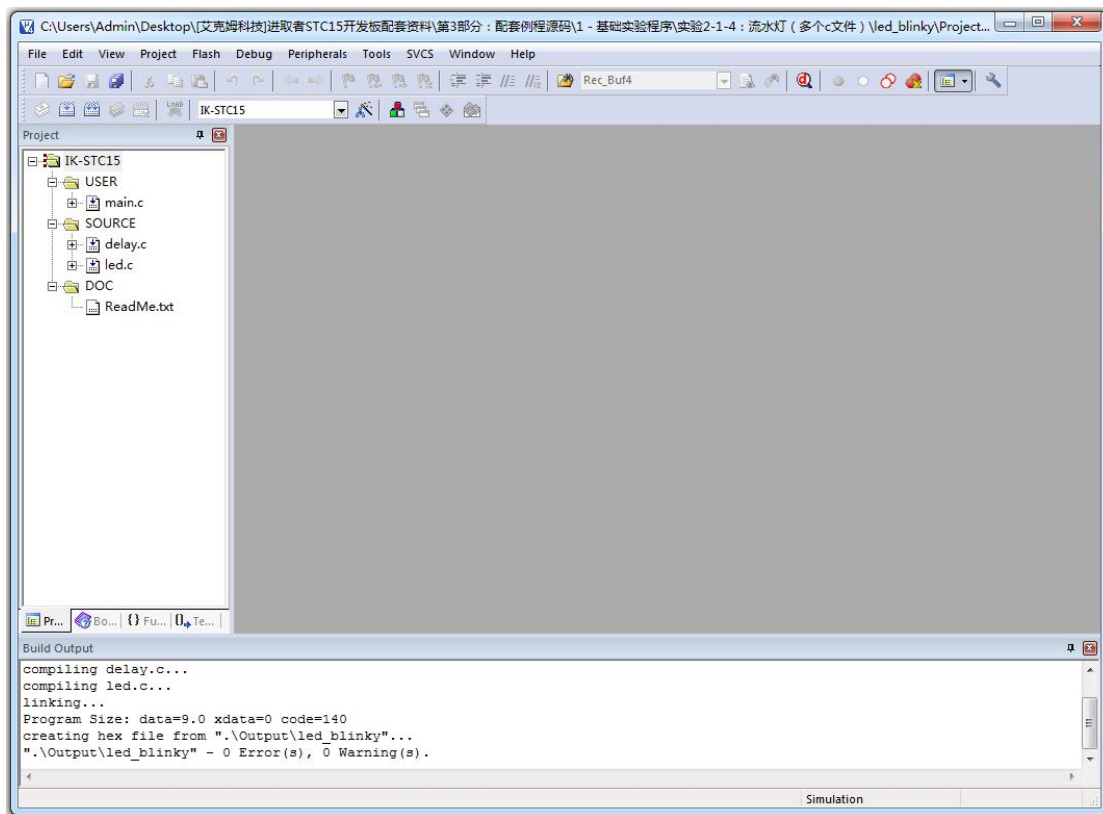 C:\Users\Admin\Desktop\[艾克姆科技]进取者STC15开发板配套资料\第3部分：配套例程源码\1 - 基础实验程序\实验2-1-4：流水灯（多个c文件）\led_blinky\Project...
File Edit View Project Flash Debug Peripherals Tools SVCS Window Help
Rec_Buf4
LOAD IK-STC15
Project
IK-STC15
USER
main.c
SOURCE
delay.c
led.c
DOC
ReadMe.txt
Pr... Bo... {} Fu... Te...
Build Output
compiling delay.c...
compiling led.c...
linking...
Program Size: data=9.0 xdata=0 code=140
creating hex file from ".\Output\led_blinky"...
".\Output\led_blinky" - 0 Error(s), 0 Warning(s).
Simulation